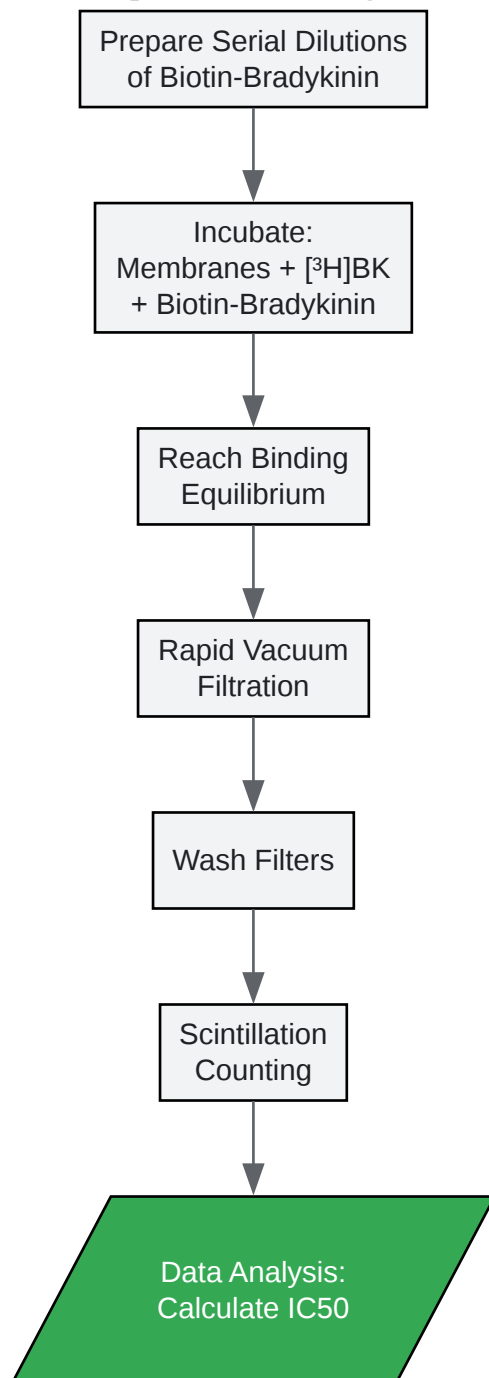 Prepare Serial Dilutions
of Biotin-Bradykinin
Incubate:
Membranes + [³H]BK
+ Biotin-Bradykinin
Reach Binding
Equilibrium
Rapid Vacuum
Filtration
Wash Filters
Scintillation
Counting
Data Analysis:
Calculate IC50